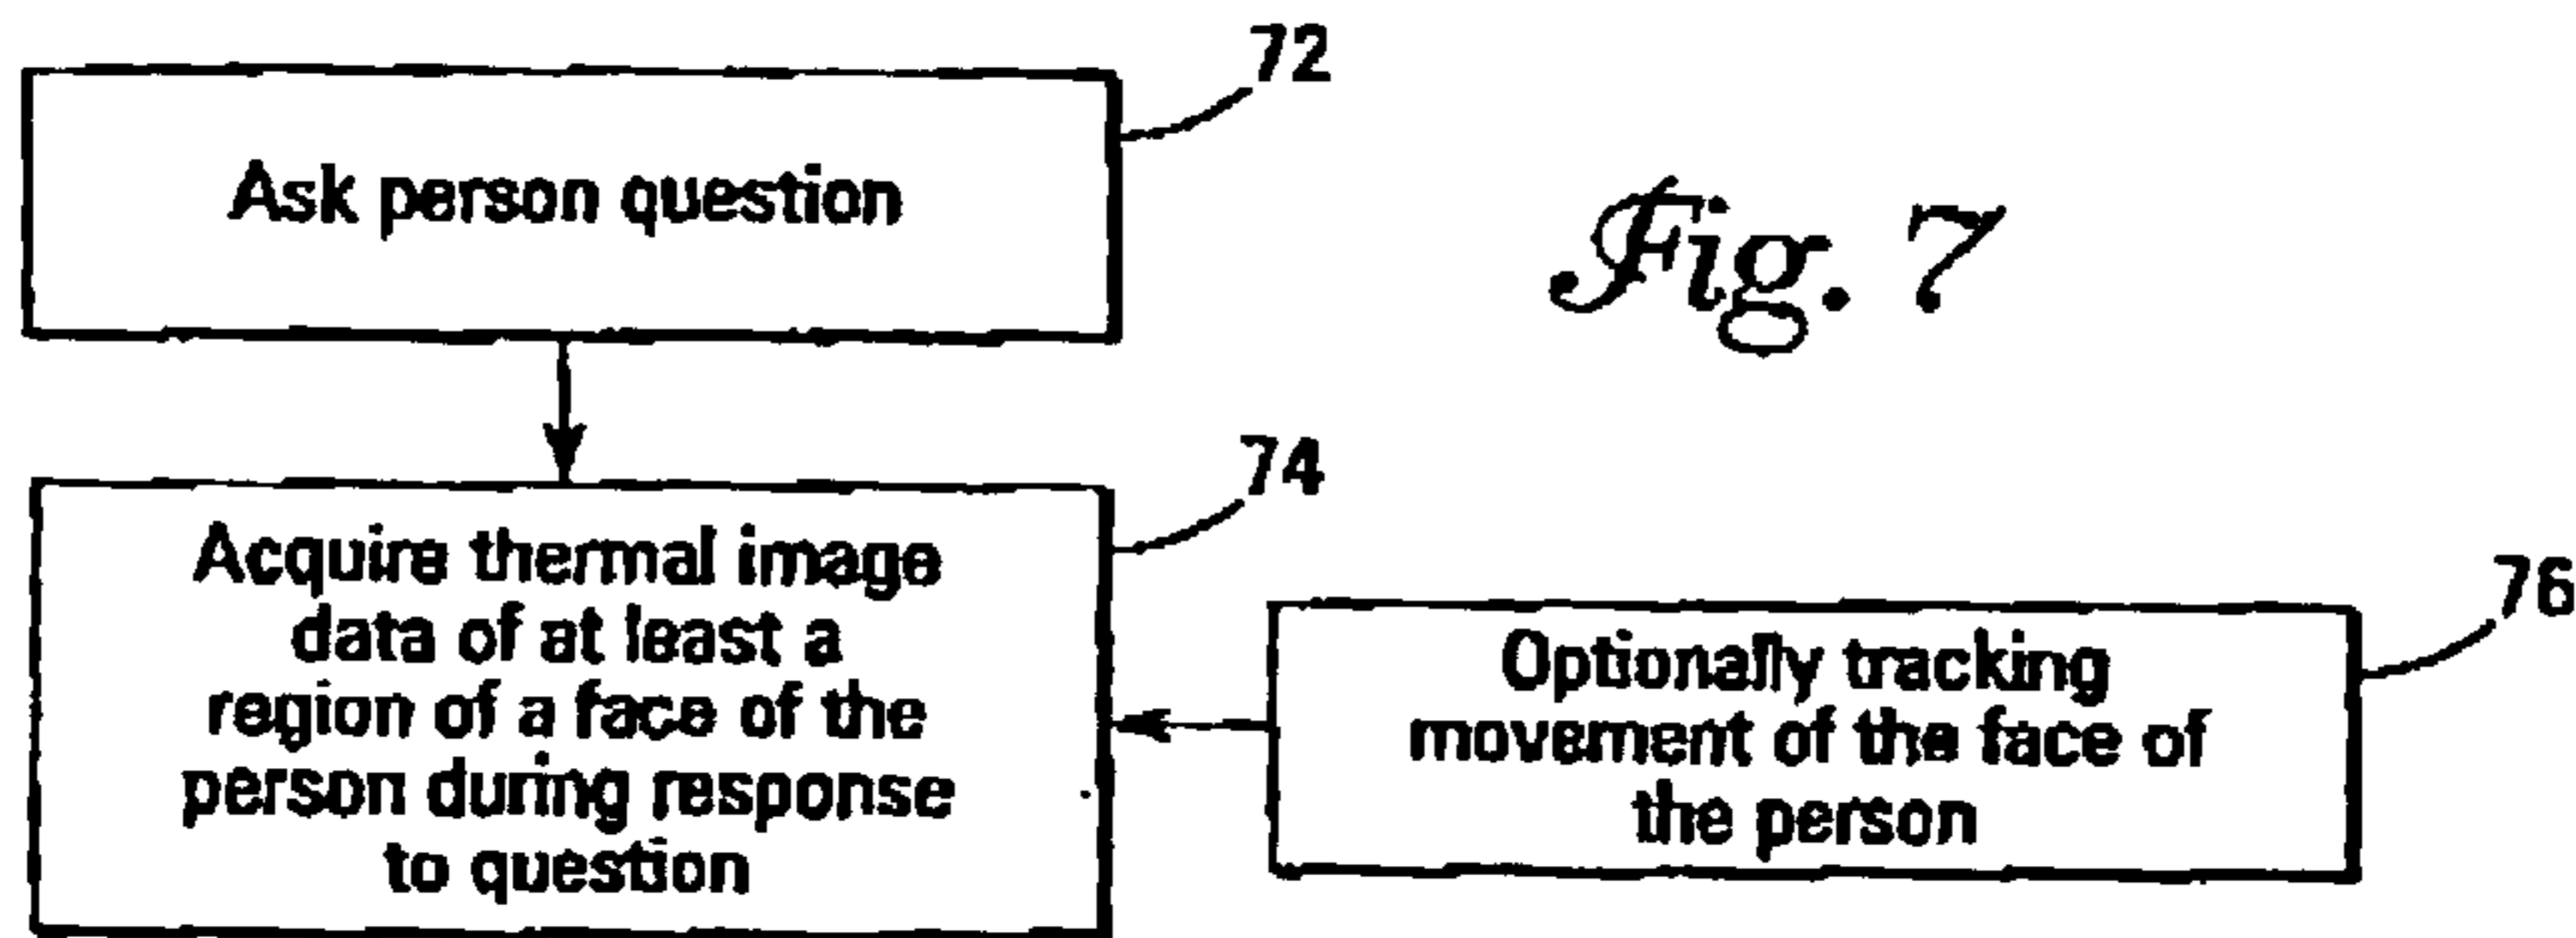 72
Ask person question
Fig. 7
74
Acquire thermal image
data of at least a
region of a face of the
person during response
to question
76
Optionally tracking
movement of the face of
the person